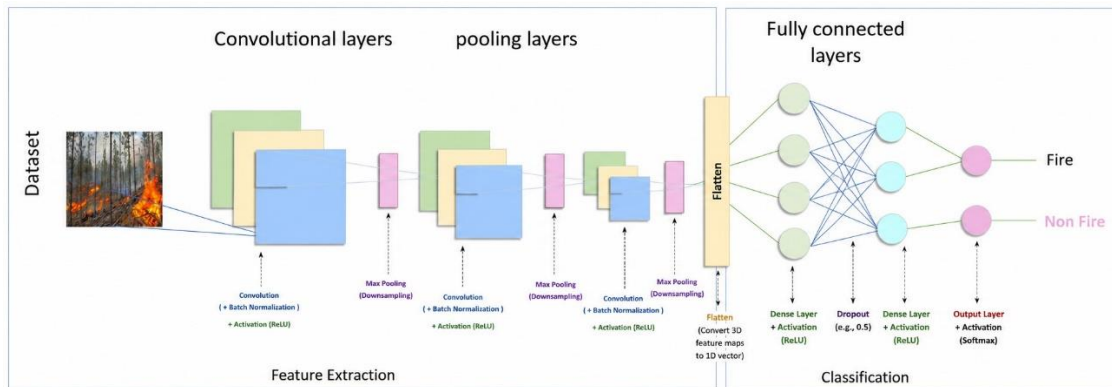 Convolutional layers
pooling layers
Fully connected
layers
Dataset
Flatten
Fire
Non Fire
Convolution
( + Batch Normalization)
+ Activation (ReLU)
Max Pooling
(Downsampling)
Convolution
( + Batch Normalization)
+ Activation (ReLU)
Max Pooling
(Downsampling)
Convolution
( + Batch Normalization)
+ Activation (ReLU)
Max Pooling
(Downsampling)
Flatten
(Convert 3D
feature maps
to 1D vector)
Dense Layer
+ Activation
(ReLU)
Dropout
(e.g., 0.5)
Dense Layer
+ Activation
(ReLU)
Output Layer
+ Activation
(Softmax)
Feature Extraction
Classification